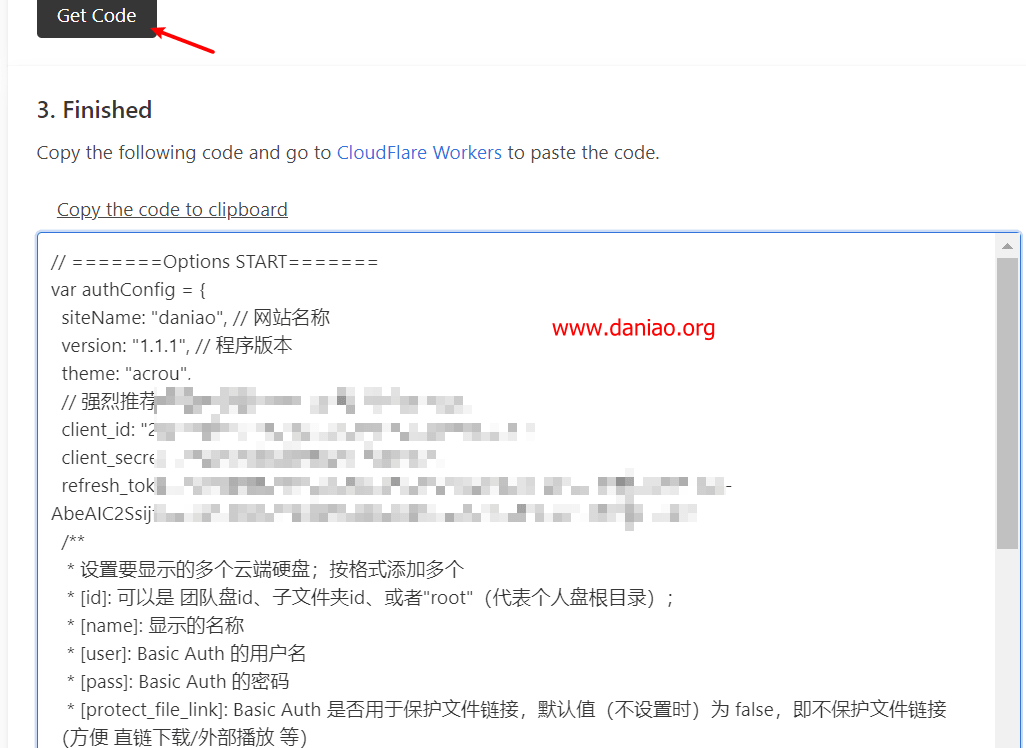 Get Code
3. Finished
Copy the following code and go to CloudFlare Workers to paste the code.
Copy the code to clipboard
// =======Options START=======
var authConfig = {
siteName: "daniao", // 网站名称
www.daniao.org
version: "1.1.1", // 程序版本
theme: "acrou".
// 强烈推荐
client_id: "2
client_secre
refresh_tok
AbeAIC2Ssij
/**
* 设置要显示的多个云端硬盘；按格式添加多个
* [id]: 可以是 团队盘id、子文件夹id、或者"root"（代表个人盘根目录）;
* [name]: 显示的名称
* [user]: Basic Auth 的用户名
* [pass]: Basic Auth 的密码
* [protect_file_link]: Basic Auth 是否用于保护文件链接，默认值（不设置时）为 false，即不保护文件链接
（方便 直链下载/外部播放 等）